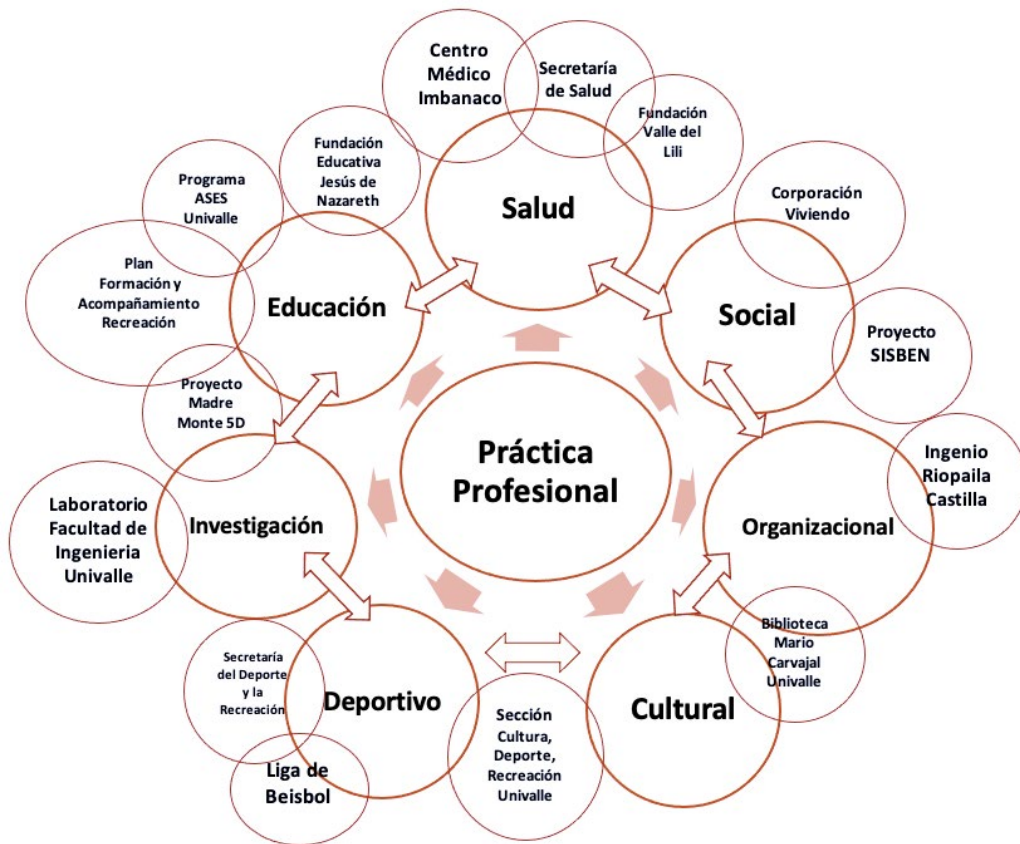 Centro
Médico
Imbanaco
Secretaría
de Salud
Fundación
Valle del
Lili
Fundación
Educativa
Jesús de
Nazareth
Programa
ASES
Univalle
Plan
Formación y
Acompañamiento
Recreación
Proyecto
Madre
Monte 5D
Laboratorio
Facultad de
Ingenieria
Univalle
Secretaría
del Deporte
y la
Recreación
Liga de
Beisbol
Sección
Cultura,
Deporte,
Recreación
Univalle
Biblioteca
Mario
Carvajal
Univalle
Ingenio
Riopaila
Castilla
Proyecto
SISBEN
Corporación
Viviendo
Salud
Social
Organizacional
Cultural
Deportivo
Investigación
Educación
Práctica
Profesional